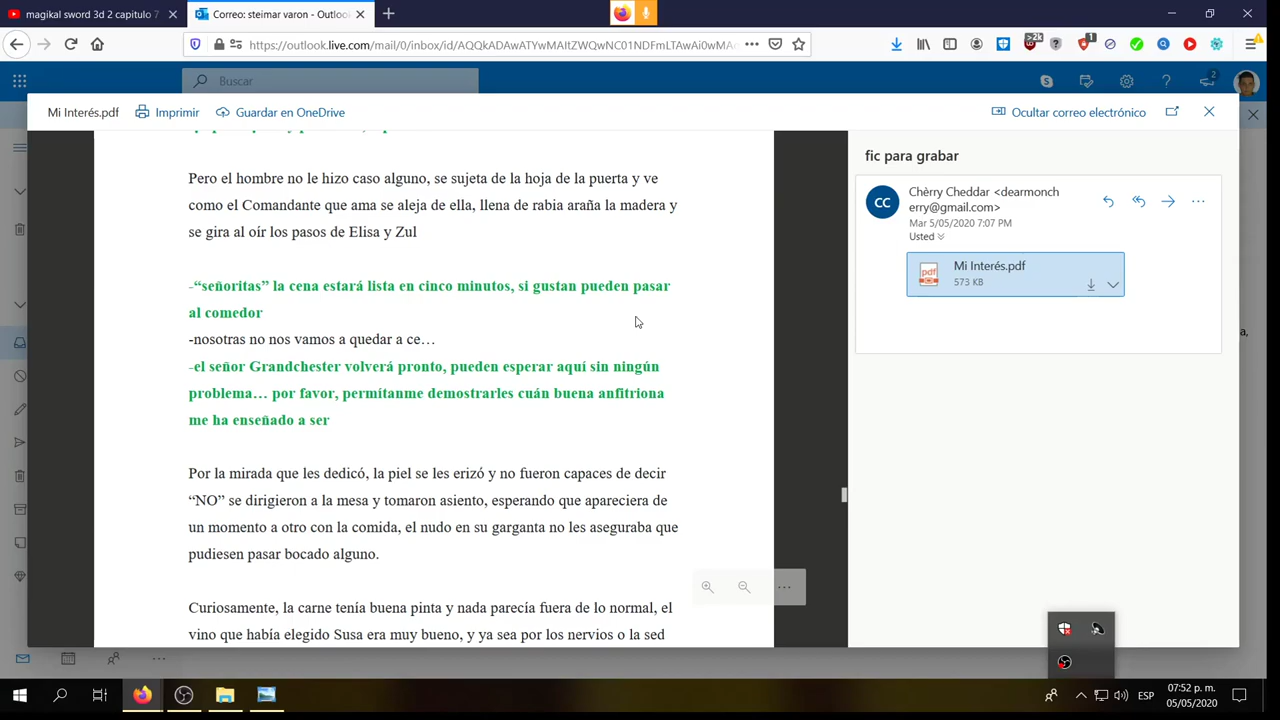 magikal sword 3d 2 capitulo 7
Correo: steimar varon - Outlook
https://outlook.live.com/mail/0/inbox/id/AQQkADAwATYwMAItZWQwNC01NDFmLTAwAi0wMAo
>2k
1
Buscar
2
Mi Interés.pdf
Imprimir
Guardar en OneDrive
Ocultar correo electrónico
Pero el hombre no le hizo caso alguno, se sujeta de la hoja de la puerta y ve
como el Comandante que ama se aleja de ella, llena de rabia araña la madera y
se gira al oír los pasos de Elisa y Zul
-“señoritas” la cena estará lista en cinco minutos, si gustan pueden pasar
al comedor
-nosotras no nos vamos a quedar a ce…
-el señor Grandchester volverá pronto, pueden esperar aquí sin ningún
problema… por favor, permítanme demostrarles cuán buena anfitriona
me ha enseñado a ser
Por la mirada que les dedicó, la piel se les erizó y no fueron capaces de decir
“NO” se dirigieron a la mesa y tomaron asiento, esperando que apareciera de
un momento a otro con la comida, el nudo en su garganta no les aseguraba que
pudiesen pasar bocado alguno.
Curiosamente, la carne tenía buena pinta y nada parecía fuera de lo normal, el
vino que había elegido Susa era muy bueno, y ya sea por los nervios o la sed
fic para grabar
CC
Chèrry Cheddar <dearmonch
erry@gmail.com>
Mar 5/05/2020 7:07 PM
Usted
Mi Interés.pdf
pdf
573 KB
a,
ESP
07:52 p. m.
05/05/2020